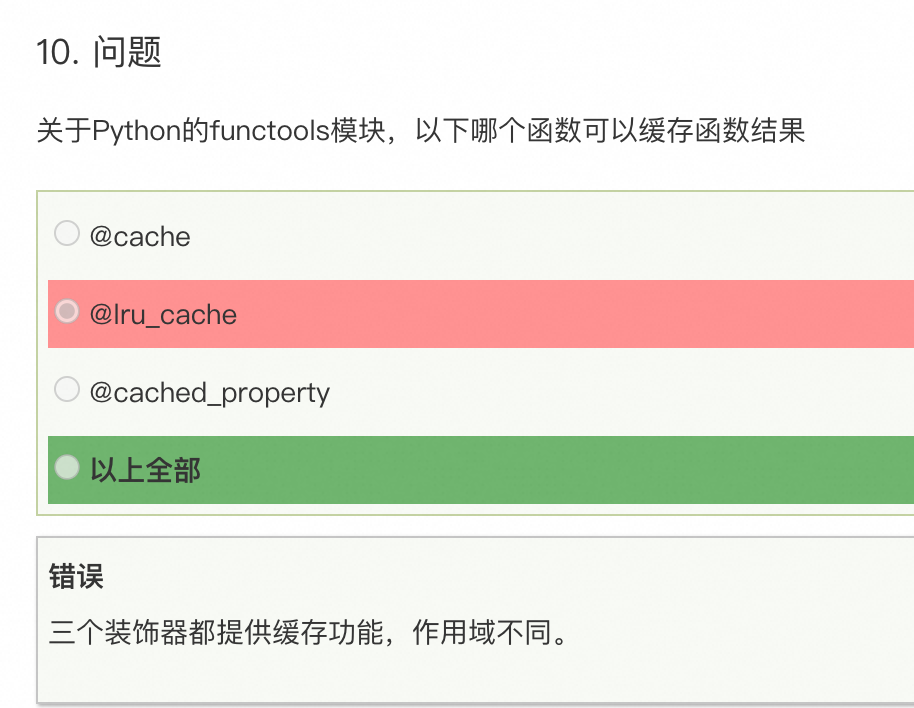 10. 问题
关于Python的functools模块，以下哪个函数可以缓存函数结果
@cache
@lru_cache
@cached_property
以上全部
错误
三个装饰器都提供缓存功能，作用域不同。